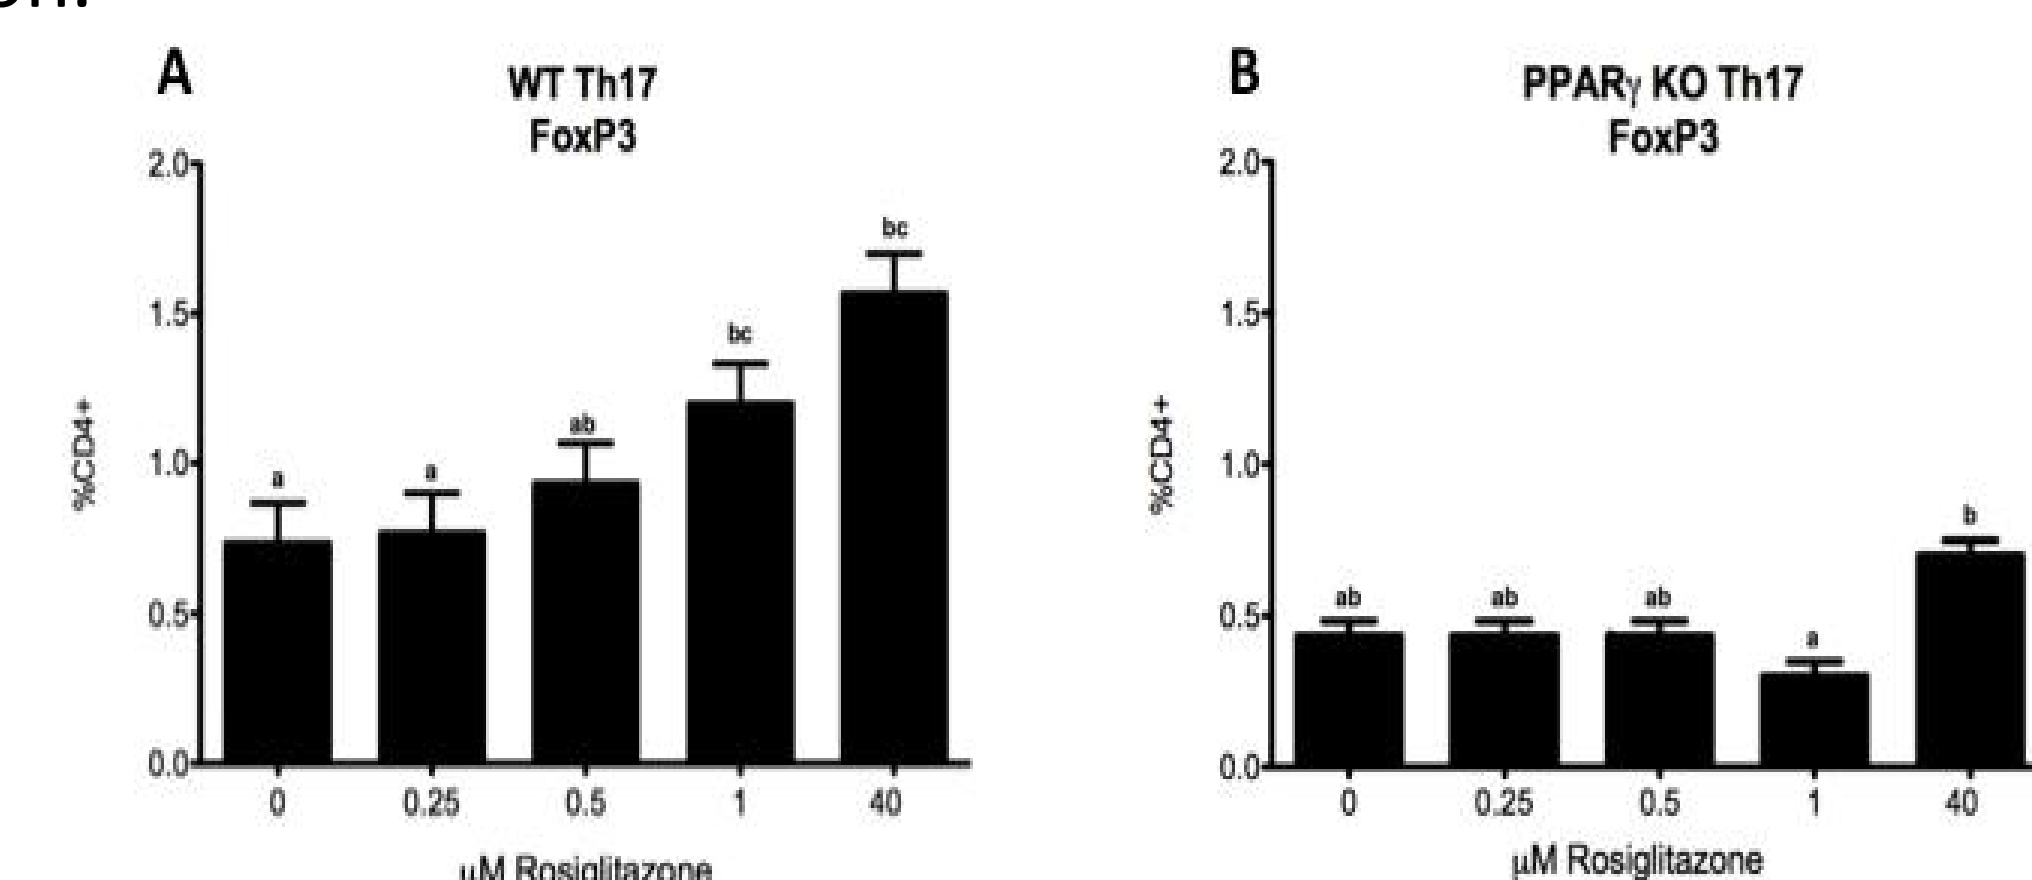 A
WT Th17
FoxP3
2.0
1.5
1.0
0.5
0.0
%CD4+
a
a
ab
bc
bc
0 0.25 0.5 1 40
μM Rosiglitazone
B
PPARγ KO Th17
FoxP3
2.0
1.5
1.0
0.5
0.0
%CD4+
ab
ab
ab
a
b
0 0.25 0.5 1 40
μM Rosiglitazone